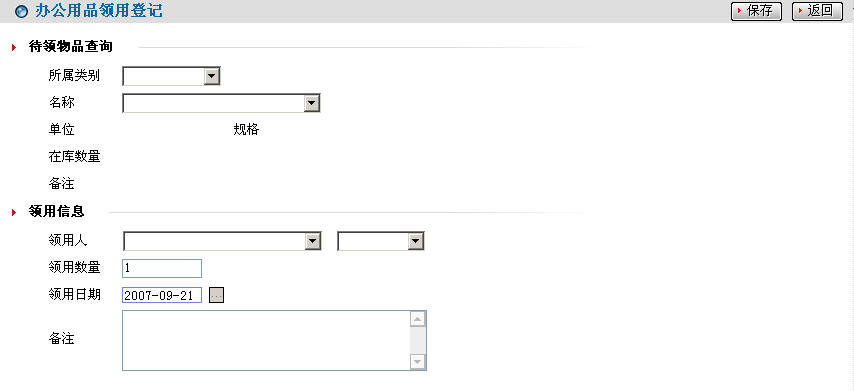 办公用品领用登记 保存 返回
待领物品查询
所属类别
名称
单位 规格
在库数量
备注
领用信息
领用人
领用数量 1
领用日期 2007-09-21 ...
备注